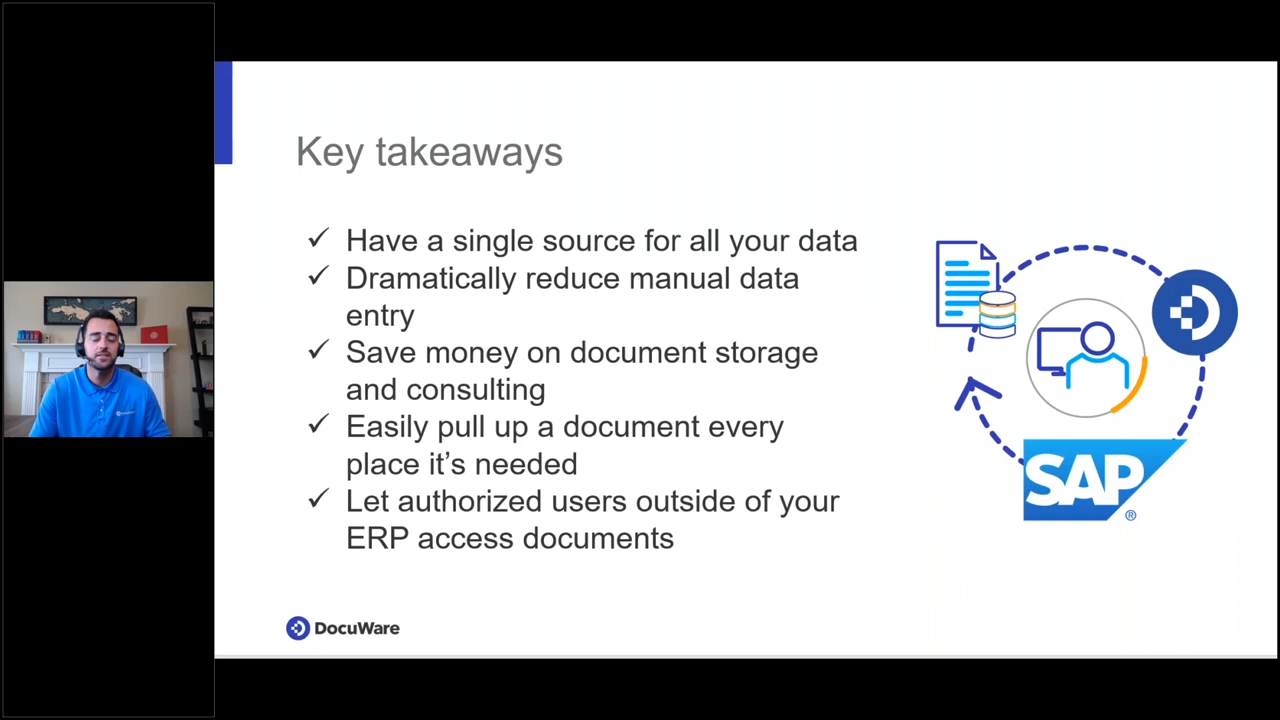 Key takeaways
✓ Have a single source for all your data
✓ Dramatically reduce manual data
entry
✓ Save money on document storage
and consulting
✓ Easily pull up a document every
place it’s needed
✓ Let authorized users outside of your
ERP access documents
SAP
®
DocuWare